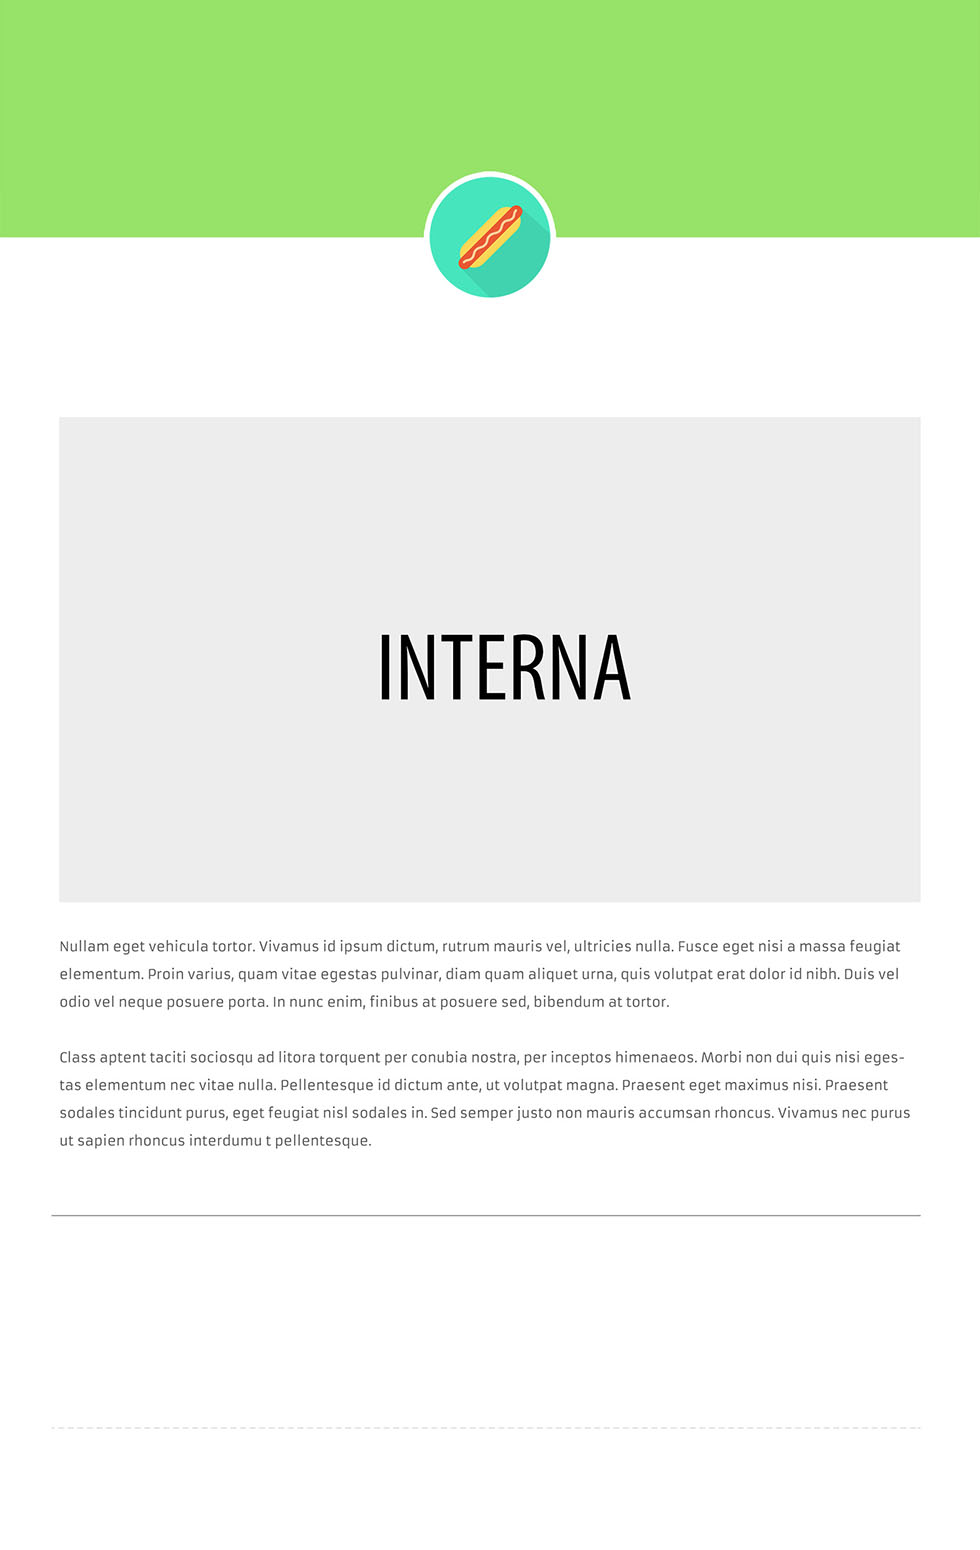 INTERNA
Nullam eget vehicula tortor. Vivamus id ipsum dictum, rutrum mauris vel, ultricies nulla. Fusce eget nisi a massa feugiat
elementum. Proin varius, quam vitae egestas pulvinar, diam quam aliquet urna, quis volutpat erat dolor id nibh. Duis vel
odio vel neque posuere porta. In nunc enim, finibus at posuere sed, bibendum at tortor.
Class aptent taciti sociosqu ad litora torquent per conubia nostra, per inceptos himenaeos. Morbi non dui quis nisi eges-
tas elementum nec vitae nulla. Pellentesque id dictum ante, ut volutpat magna. Praesent eget maximus nisi. Praesent
sodales tincidunt purus, eget feugiat nisl sodales in. Sed semper justo non mauris accumsan rhoncus. Vivamus nec purus
ut sapien rhoncus interdumu t pellentesque.